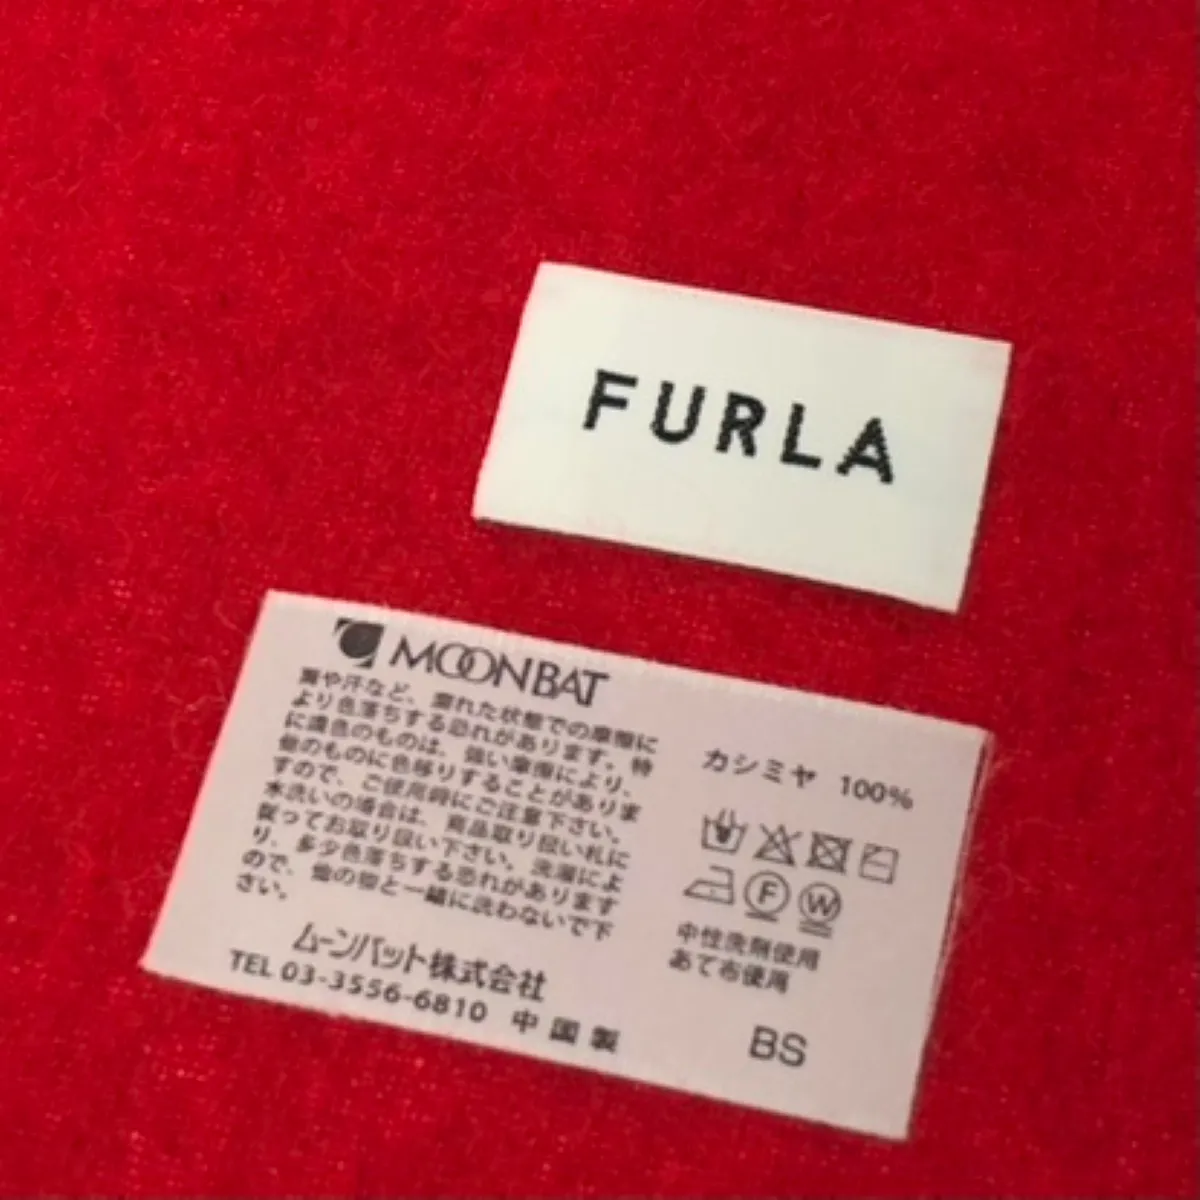 FURLA
MOONBAT
雨や汗など、濡れた状態での摩擦に
より色落ちする恐れがあります。特
に濃色のものは、強い摩擦により、
他のものに色移りすることがありま
すので、ご使用時にご注意下さい。
水洗いの場合は、商品取り扱い札に
従ってお取り扱い下さい。洗濯によ
り、多少色落ちする恐れがあります
ので、他の物と一緒に洗わないで下
さい。
ムーンバット株式会社
TEL 03-3556-6810 中国製
カシミヤ 100%
F W
中性洗剤使用
あて布使用
BS